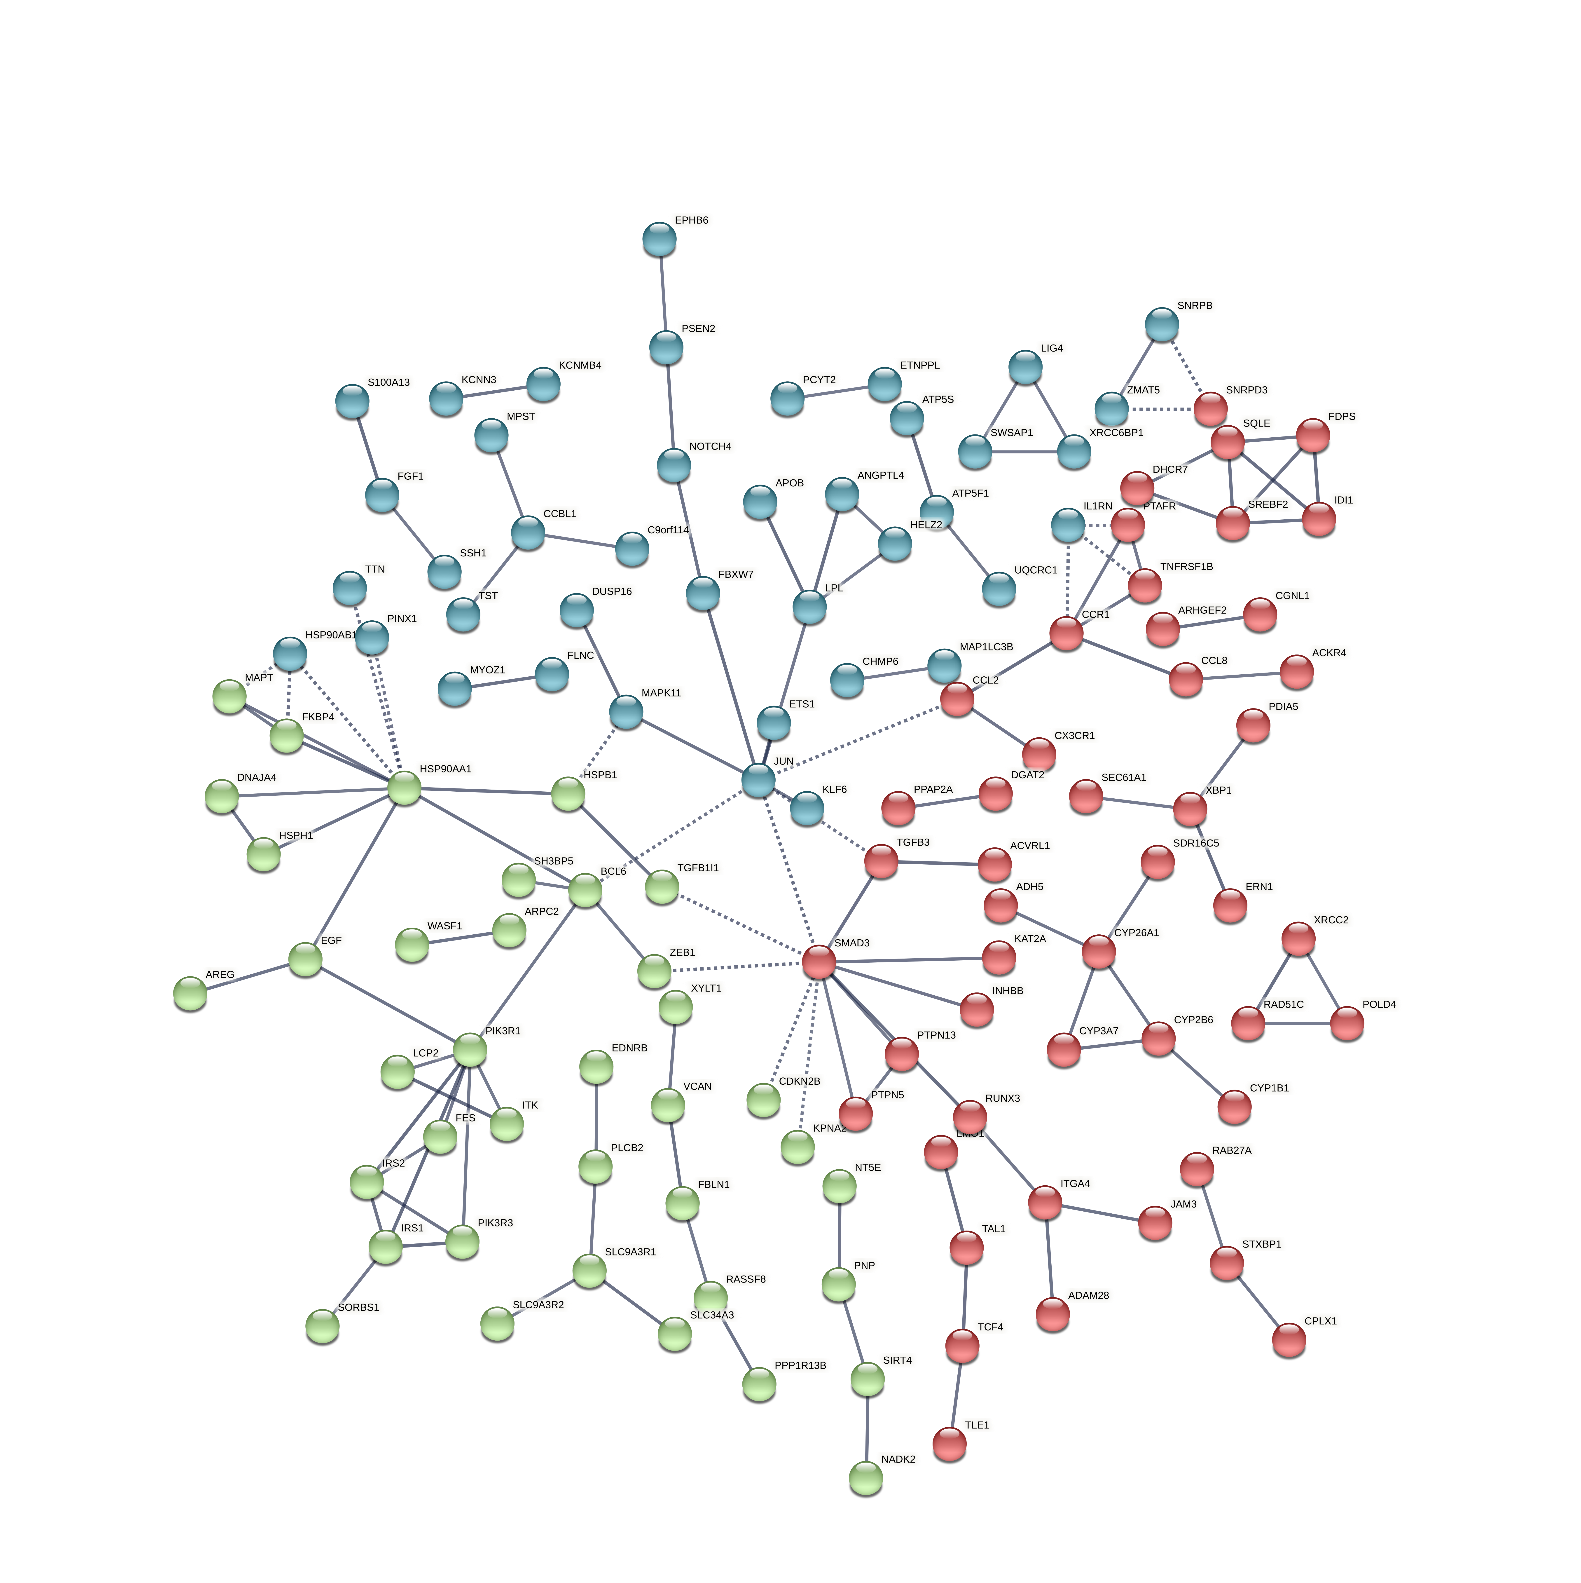 EPHB6
SNRPB
PSEN2
LIG4
KCNMB4
ETNPPL
KCNN3
S100A13
PCYT2
ZMAT5
SNRPD3
ATP5S
MPST
FDPS
SQLE
SWSAP1
XRCC6BP1
NOTCH4
DHCR7
FGF1
ANGPTL4
APOB
ATP5F1
IDI1
SREBF2
IL1RN
PTAFR
CCBL1
HELZ2
C9orf114
SSH1
TNFRSF1B
TTN
UQCRC1
FBXW7
LPL
DUSP16
TST
CGNL1
ARHGEF2
CCR1
PINX1
HSP90AB1
MAP1LC3B
ACKR4
FLNC
CHMP6
CCL8
MYOZ1
MAPT
CCL2
MAPK11
ETS1
PDIA5
FKBP4
CX3CR1
JUN
HSP90AA1
HSPB1
DGAT2
DNAJA4
SEC61A1
PPAP2A
KLF6
XBP1
HSPH1
TGFB3
SDR16C5
ACVRL1
SH3BP5
TGFB1I1
BCL6
ADH5
ERN1
ARPC2
XRCC2
WASF1
EGF
SMAD3
KAT2A
CYP26A1
ZEB1
AREG
XYLT1
INHBB
RAD51C
POLD4
CYP2B6
PIK3R1
CYP3A7
PTPN13
EDNRB
LCP2
CDKN2B
VCAN
CYP1B1
PTPN5
RUNX3
ITK
FES
KPNA2
LMO1
PLCB2
RAB27A
IRS2
NT5E
FBLN1
ITGA4
JAM3
PIK3R3
IRS1
TAL1
STXBP1
SLC9A3R1
PNP
RASSF8
ADAM28
SLC9A3R2
SORBS1
SLC34A3
CPLX1
TCF4
SIRT4
PPP1R13B
TLE1
NADK2